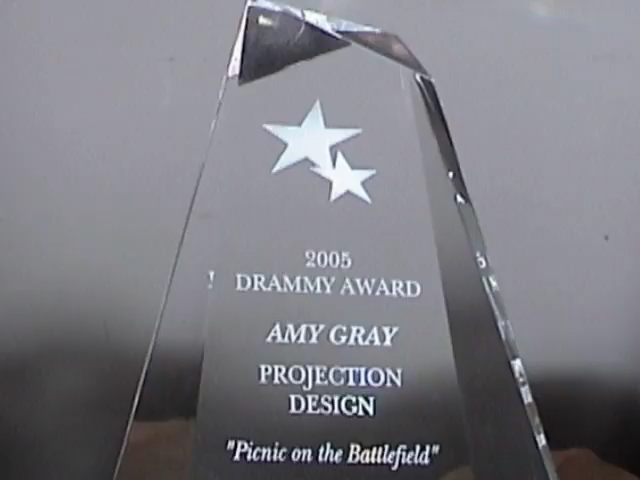 2005
DRAMMY AWARD
AMY GRAY
PROJECTION
DESIGN
"Picnic on the Battlefield"